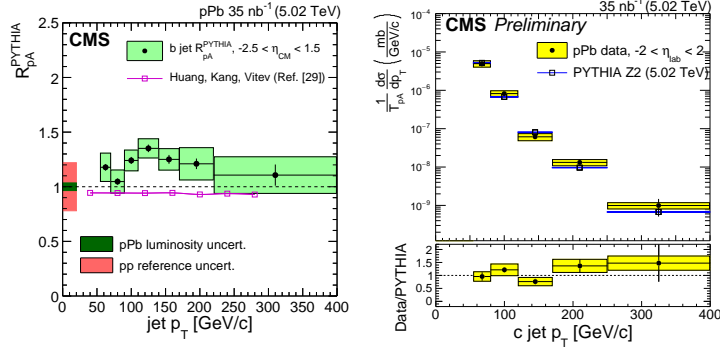 pPb 35 nb⁻¹ (5.02 TeV)
CMS
b jet R_pA^PYTHIA, -2.5 < η_CM < 1.5
Huang, Kang, Vitev (Ref. [29])
R_pA^PYTHIA
2.5
2
1.5
1
0.5
0
pPb luminosity uncert.
pp reference uncert.
0 50 100 150 200 250 300 350 400
jet p_T [GeV/c]
35 nb⁻¹ (5.02 TeV)
CMS Preliminary
pPb data, -2 < η_lab < 2
PYTHIA Z2 (5.02 TeV)
1/T_pA dσ/dp_T (mb/GeV/c)
10⁻⁴
10⁻⁵
10⁻⁶
10⁻⁷
10⁻⁸
10⁻⁹
Data/PYTHIA
2
1.5
1
0.5
0
0 100 200 300 400
c jet p_T [GeV/c]